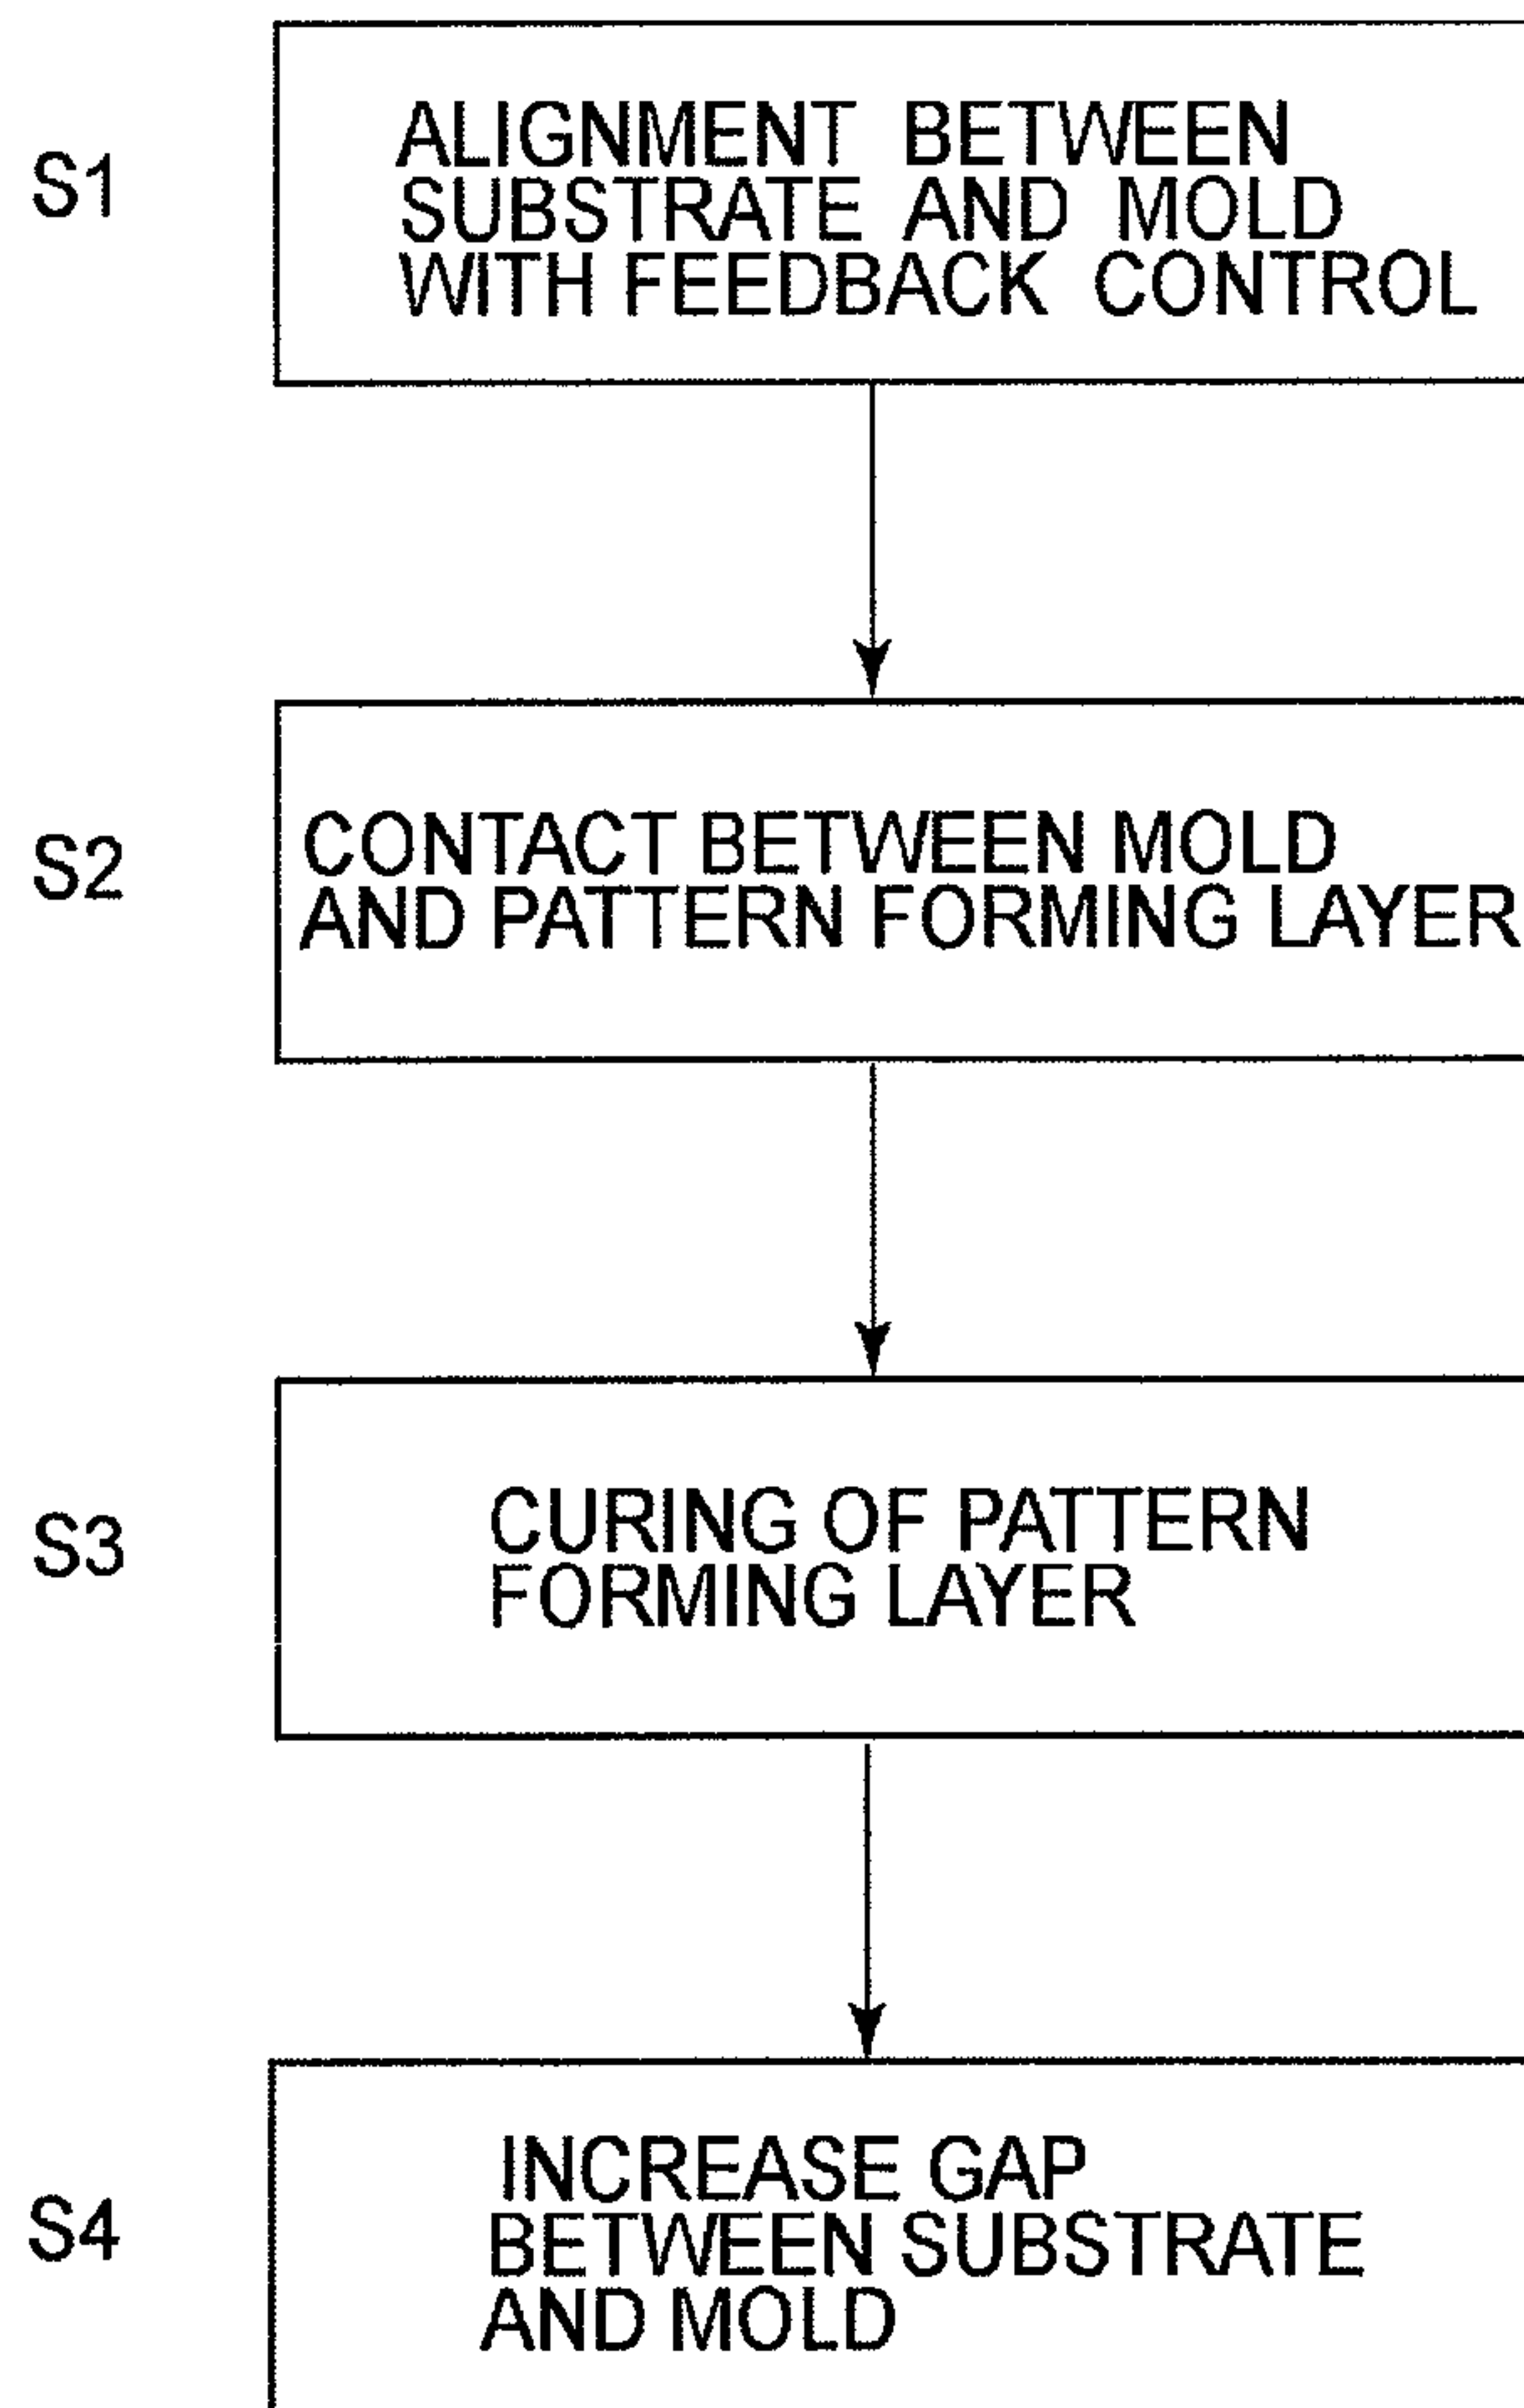 S1
ALIGNMENT BETWEEN
SUBSTRATE AND MOLD
WITH FEEDBACK CONTROL
S2
CONTACT BETWEEN MOLD
AND PATTERN FORMING LAYER
S3
CURING OF PATTERN
FORMING LAYER
S4
INCREASE GAP
BETWEEN SUBSTRATE
AND MOLD